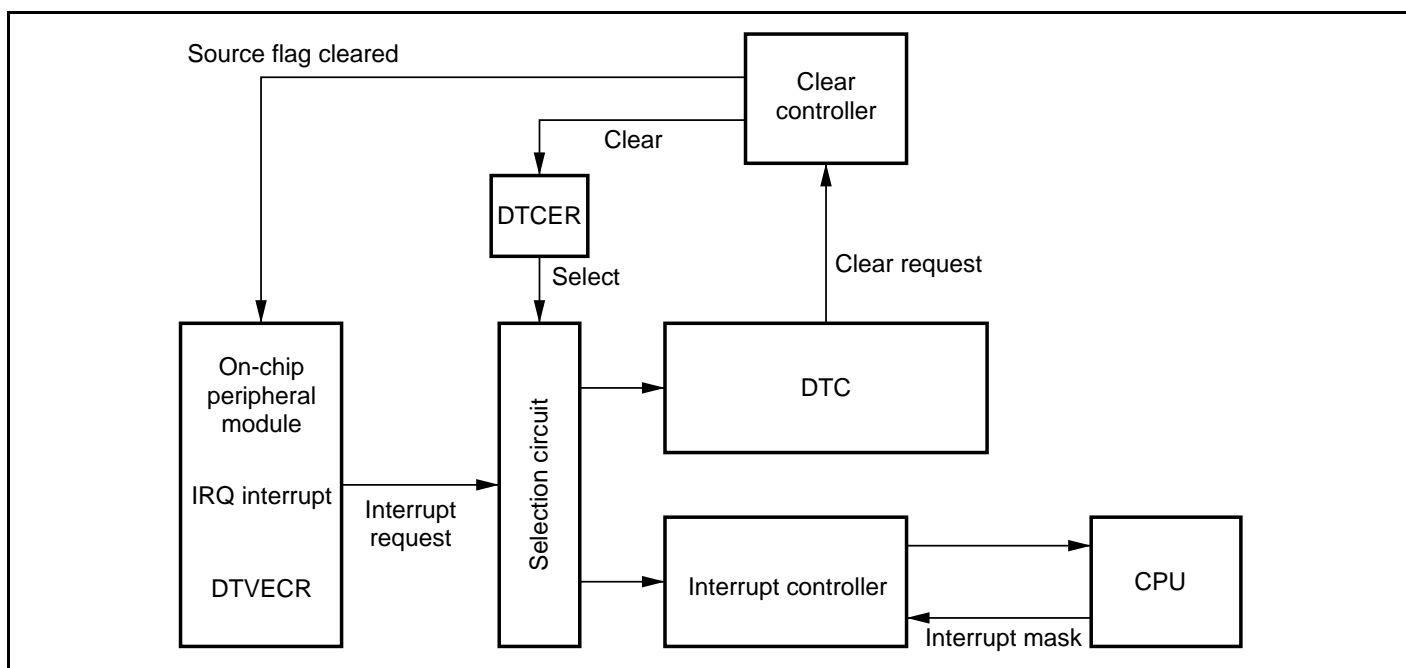 Source flag cleared
Clear
controller
Clear
DTCER
Clear request
Select
On-chip
peripheral
module
DTC
Selection circuit
IRQ interrupt
Interrupt
request
DTVECR
Interrupt controller
CPU
Interrupt mask